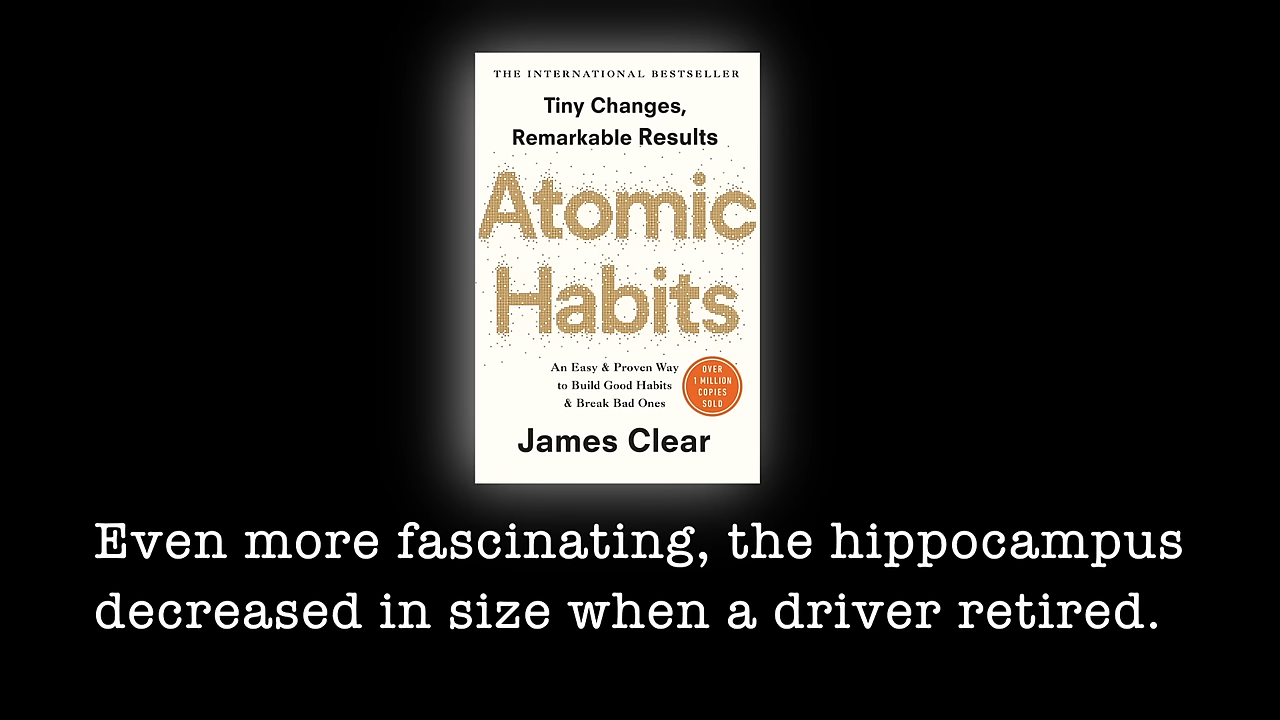 THE INTERNATIONAL BESTSELLER
Tiny Changes,
Remarkable Results
Atomic
Habits
An Easy & Proven Way
to Build Good Habits
& Break Bad Ones
OVER
1 MILLION
COPIES
SOLD
James Clear
Even more fascinating, the hippocampus
decreased in size when a driver retired.